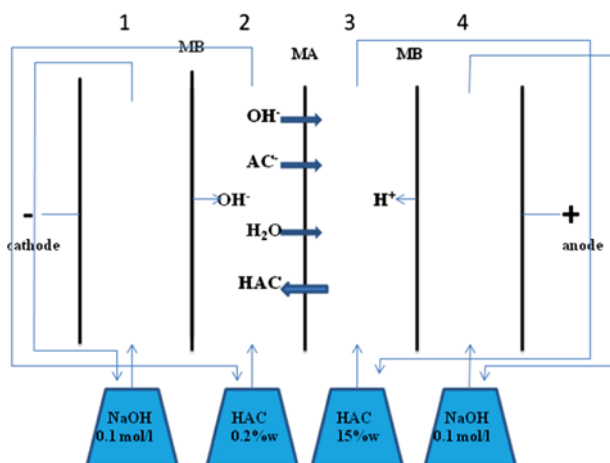 1 2 3 4
MB MA MB
OH-
AC-
OH- H+
- +
cathode anode
H2O
HAC
NaOH HAC HAC NaOH
0.1 mol/l 0.2%w 15%w 0.1 mol/l